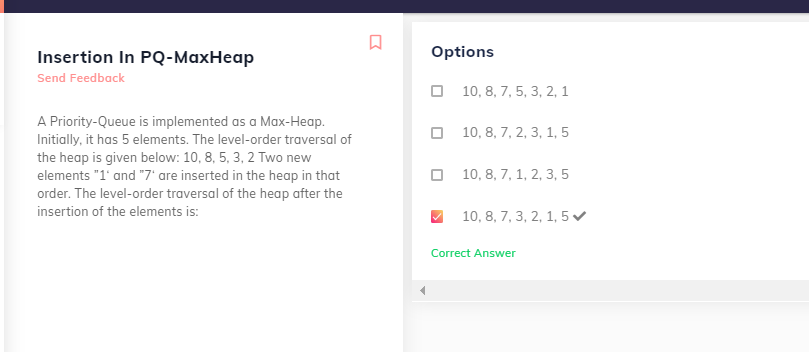 Insertion In PQ-MaxHeap
Send Feedback
A Priority-Queue is implemented as a Max-Heap.
Initially, it has 5 elements. The level-order traversal of
the heap is given below: 10, 8, 5, 3, 2 Two new
elements ”1‘ and ”7‘ are inserted in the heap in that
order. The level-order traversal of the heap after the
insertion of the elements is:
Options
10, 8, 7, 5, 3, 2, 1
10, 8, 7, 2, 3, 1, 5
10, 8, 7, 1, 2, 3, 5
10, 8, 7, 3, 2, 1, 5
Correct Answer